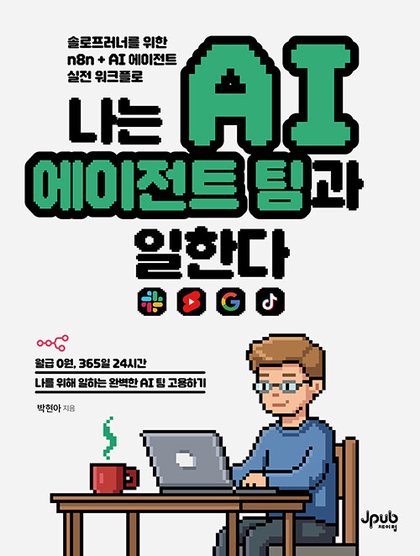 솔로프러너를 위한
n8n + AI 에이전트
실전 워크플로
나는 AI
에이전트 팀과
일한다
월급 0원, 365일 24시간
나를 위해 일하는 완벽한 AI 팀 고용하기
박현아 지음
Jpub
제이펍